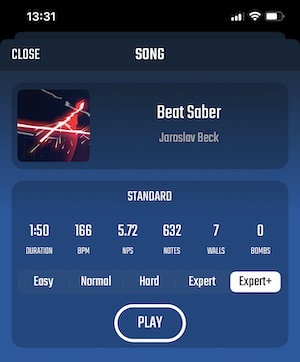 13:31
CLOSE SONG
Beat Saber
Jaroslav Beck
STANDARD
1:50 166 5.72 632 7 0
DURATION BPM NPS NOTES WALLS BOMBS
Easy Normal Hard Expert Expert+
PLAY